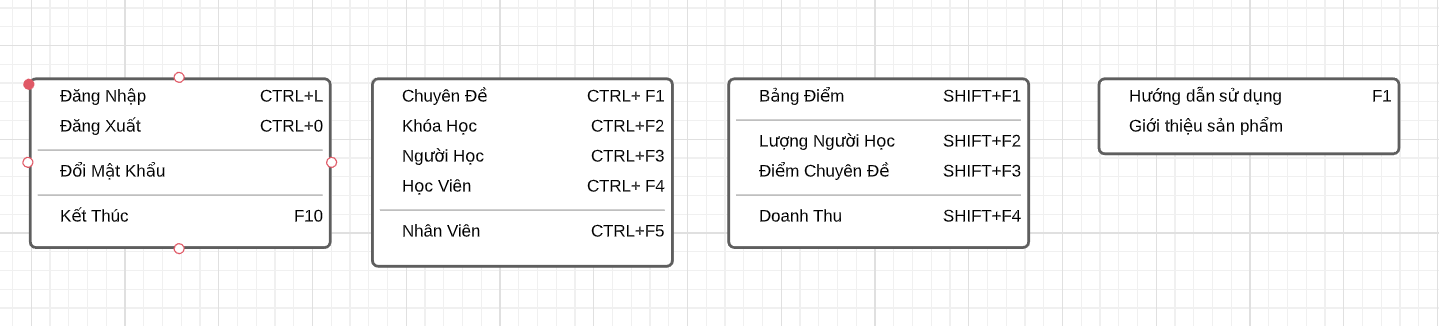 Đăng Nhập CTRL+L
Đăng Xuất CTRL+0
Đổi Mật Khẩu
Kết Thúc F10
Chuyên Đề CTRL+ F1
Khóa Học CTRL+F2
Người Học CTRL+F3
Học Viên CTRL+ F4
Nhân Viên CTRL+F5
Bảng Điểm SHIFT+F1
Lượng Người Học SHIFT+F2
Điểm Chuyên Đề SHIFT+F3
Doanh Thu SHIFT+F4
Hướng dẫn sử dụng F1
Giới thiệu sản phẩm